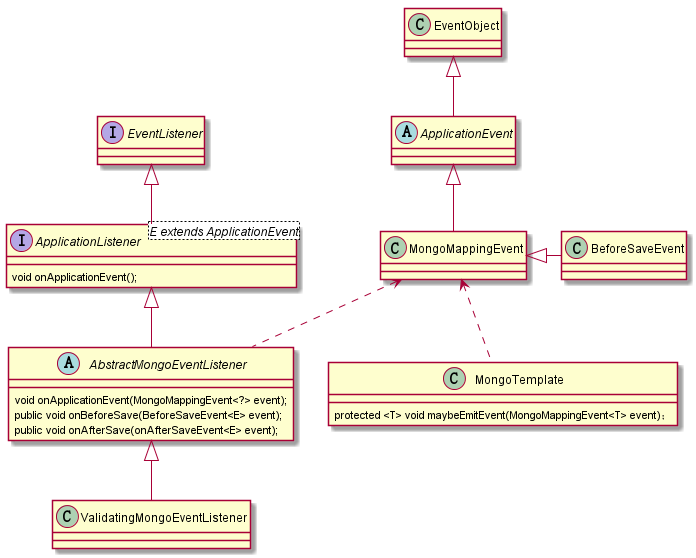 C EventObject
I EventListener
A ApplicationEvent
E extends ApplicationEvent
I ApplicationListener
void onApplicationEvent();
C MongoMappingEvent
C BeforeSaveEvent
A AbstractMongoEventListener
void onApplicationEvent(MongoMappingEvent<?> event);
public void onBeforeSave(BeforeSaveEvent<E> event);
public void onAfterSave(onAfterSaveEvent<E> event);
C MongoTemplate
protected <T> void maybeEmitEvent(MongoMappingEvent<T> event);
C ValidatingMongoEventListener